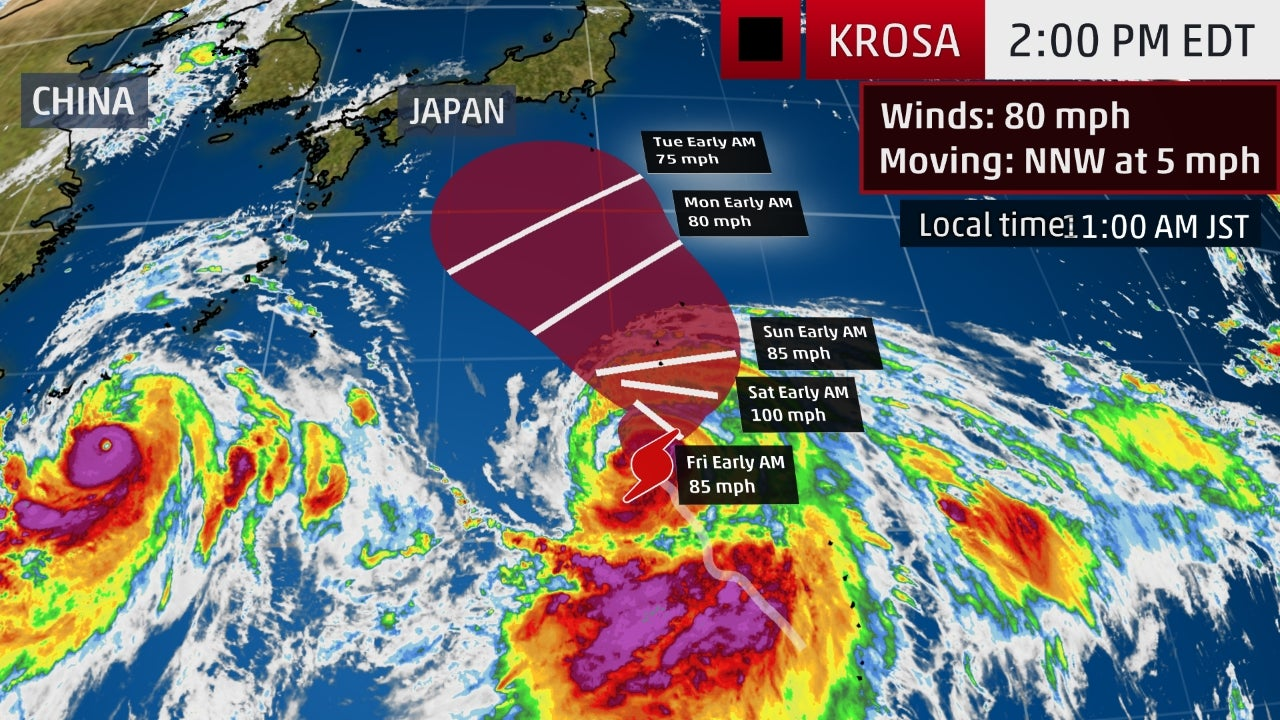 KROSA
2:00 PM EDT
CHINA
JAPAN
Winds: 80 mph
Moving: NNW at 5 mph
Local time:11:00 AM JST
Tue Early AM
75 mph
Mon Early AM
80 mph
Sun Early AM
85 mph
Sat Early AM
100 mph
Fri Early AM
85 mph